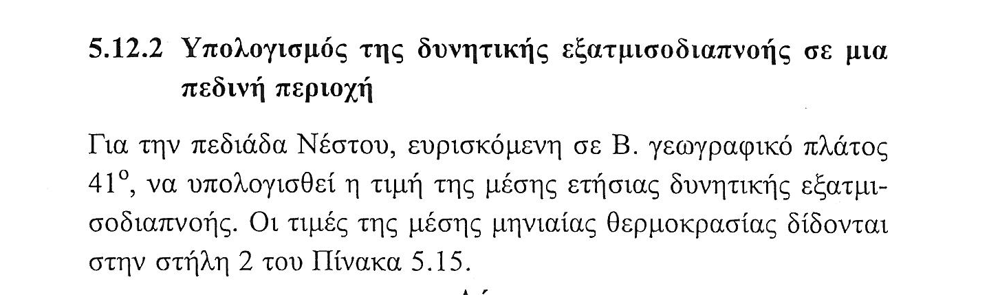 5.12.2 Υπολογισμός της δυνητικής εξατμισοδιαπνοής σε μια
πεδινή περιοχή
Για την πεδιάδα Νέστου, ευρισκόμενη σε Β. γεωγραφικό πλάτος
41°, να υπολογισθεί η τιμή της μέσης ετήσιας δυνητικής εξατμι-
σοδιαπνοής. Οι τιμές της μέσης μηνιαίας θερμοκρασίας δίδονται
στην στήλη 2 του Πίνακα 5.15.